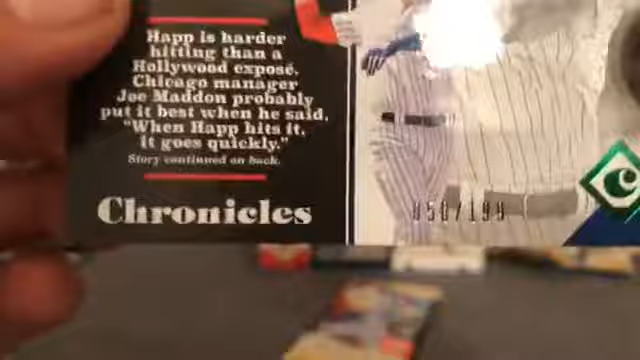 Happ is harder
hitting than a
Hollywood exposé.
Chicago manager
Joe Maddon probably
put it best when he said,
"When Happ hits it,
it goes quickly."
Story continued on back.
Chronicles
050/199
C